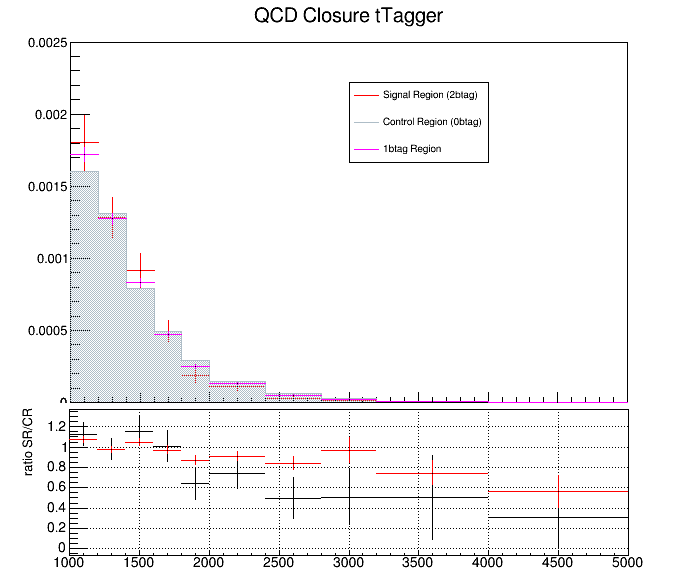 QCD Closure tTagger
0.0025
0.002
0.0015
0.001
0.0005
0
Signal Region (2btag)
Control Region (0btag)
1btag Region
ratio SR/CR
1.2
1
0.8
0.6
0.4
0.2
0
1000 1500 2000 2500 3000 3500 4000 4500 5000